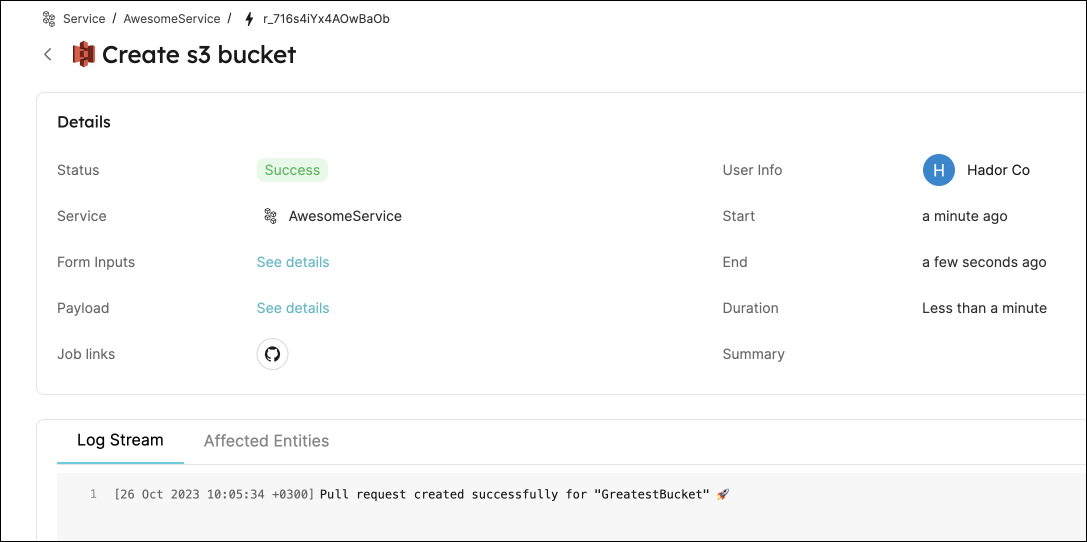 Service / AwesomeService / r_716s4iYx4AOwBaOb
Create s3 bucket
Details
Status Success User Info H Hador Co
Service AwesomeService Start a minute ago
Form Inputs See details End a few seconds ago
Payload See details Duration Less than a minute
Job links Summary
Log Stream Affected Entities
1 [26 Oct 2023 10:05:34 +0300] Pull request created successfully for "GreatestBucket" 🚀